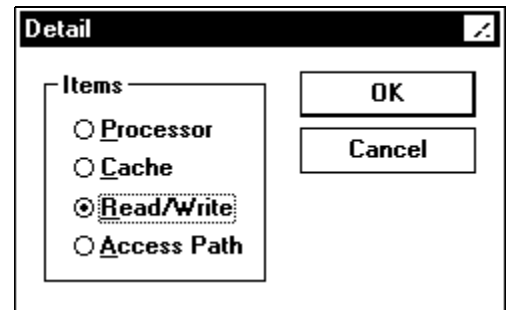 Detail
Items
Processor
Cache
Read/Write
Access Path
OK
Cancel